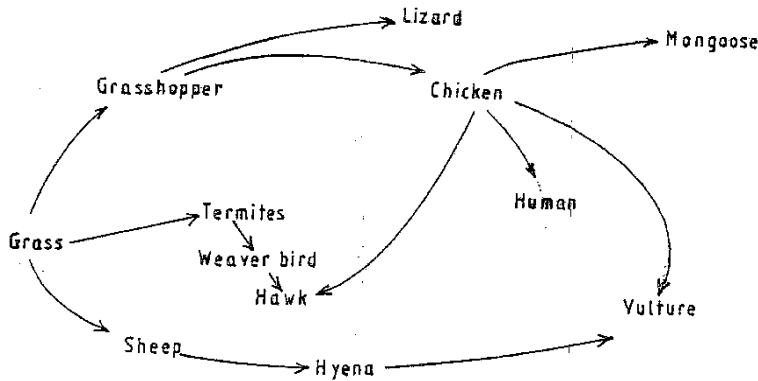 Lizard
Mongoose
Grasshopper
Chicken
Human
Termites
Grass
Weaver bird
Hawk
Vulture
Sheep
Hyena